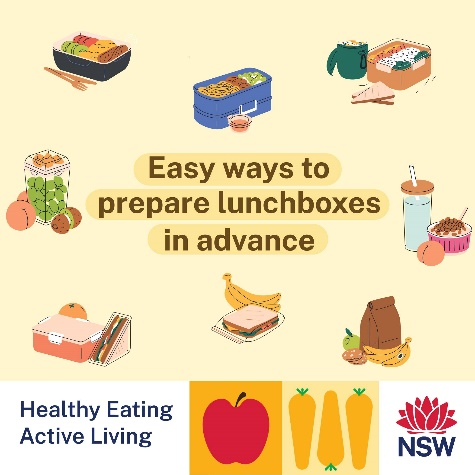 Easy ways to
prepare lunchboxes
in advance
Healthy Eating
Active Living
NSW